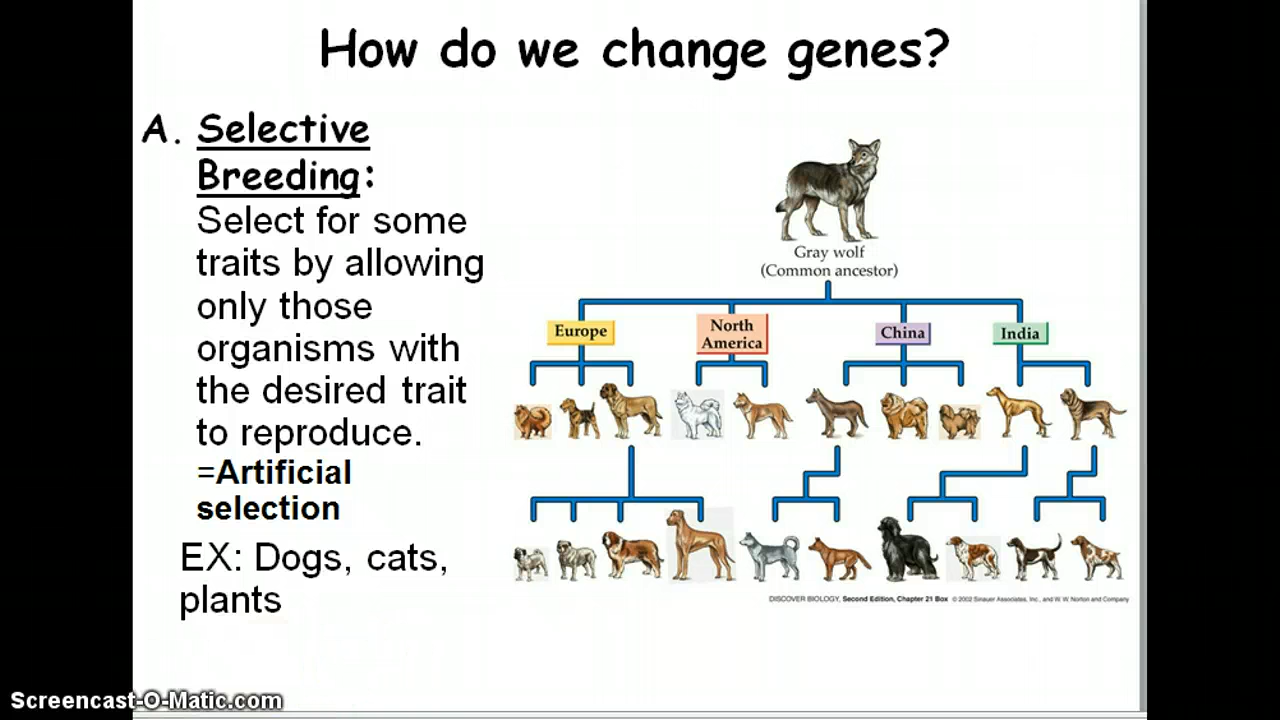 How do we change genes?
A. Selective
Breeding:
Select for some
traits by allowing
only those
organisms with
the desired trait
to reproduce.
=Artificial
selection
EX: Dogs, cats,
plants
Gray wolf
(Common ancestor)
Europe
North
America
China
India
DISCOVER BIOLOGY, Second Edition, Chapter 21 Box © 2002 Sinauer Associates, Inc., and W. W. Norton and Company
Screencast-O-Matic.com